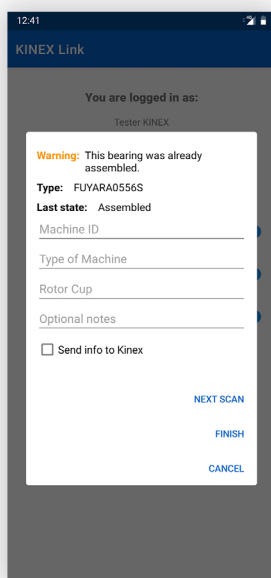 12:41
KINEX Link
You are logged in as:
Tester KINEX
Warning: This bearing was already
assembled.
Type: FUYARA0556S
Last state: Assembled
Machine ID
Type of Machine
Rotor Cup
Optional notes
Send info to Kinex
NEXT SCAN
FINISH
CANCEL